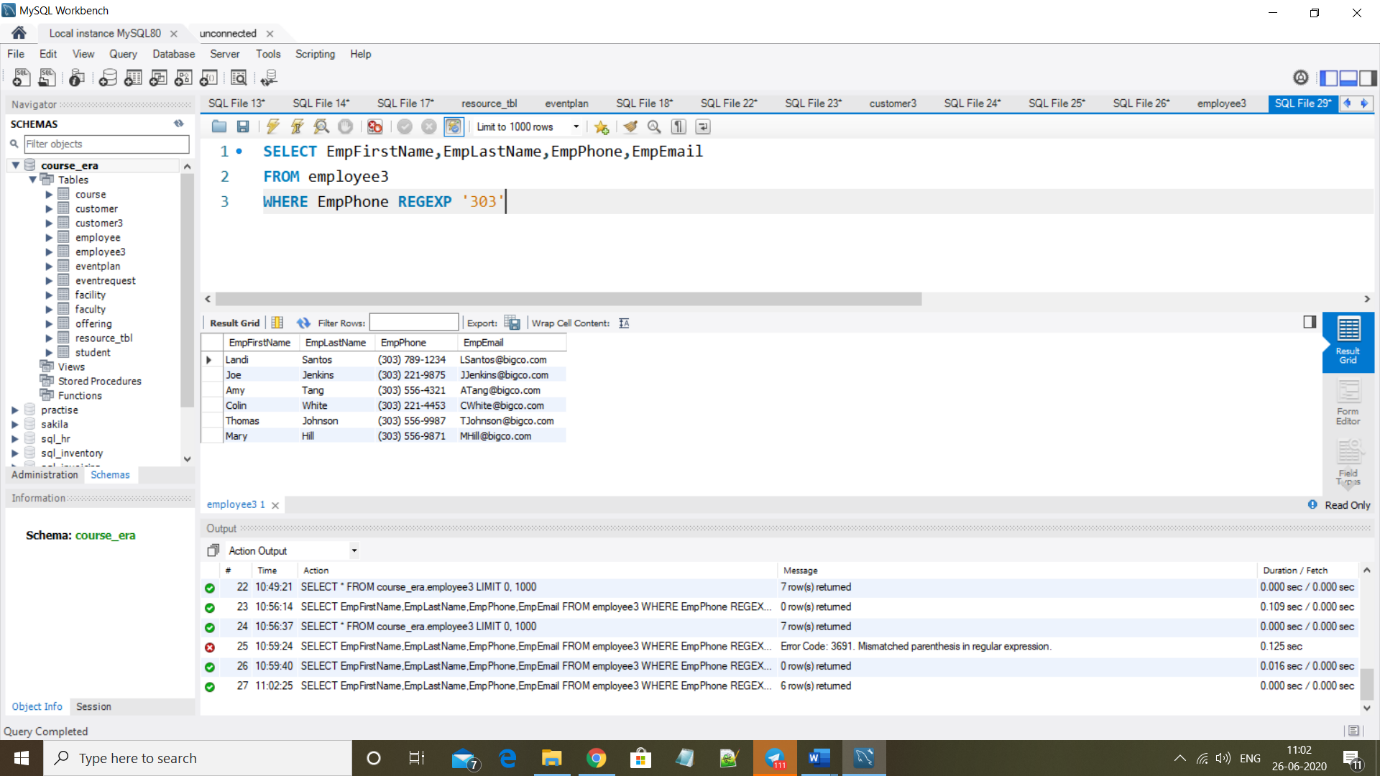 MySQL Workbench
Local instance MySQL80 × unconnected ×
File Edit View Query Database Server Tools Scripting Help
Navigator
SCHEMAS
Filter objects
course_era
Tables
course
customer
customer3
employee
employee3
eventplan
eventrequest
facility
faculty
offering
resource_tbl
student
Views
Stored Procedures
Functions
practise
sakila
sql_hr
sql_inventory
Administration Schemas
Information
Schema: course_era
Object Info Session
SQL File 13* SQL File 14* SQL File 17* resource_tbl eventplan SQL File 18* SQL File 22* SQL File 23* customer3 SQL File 24* SQL File 25* SQL File 26* employee3 SQL File 29*
Limit to 1000 rows
1 SELECT EmpFirstName,EmpLastName,EmpPhone,EmpEmail
2 FROM employee3
3 WHERE EmpPhone REGEXP '303'
Result Grid Filter Rows: Export: Wrap Cell Content:
EmpFirstName EmpLastName EmpPhone EmpEmail
Landi Santos (303) 789-1234 LSantos@bigco.com
Joe Jenkins (303) 221-9875 JJenkins@bigco.com
Amy Tang (303) 556-4321 ATang@bigco.com
Colin White (303) 221-4453 CWhite@bigco.com
Thomas Johnson (303) 556-9987 TJohnson@bigco.com
Mary Hill (303) 556-9871 MHill@bigco.com
Result Grid
Form Editor
Field Types
employee3 1 × Read Only
Output
Action Output
# Time Action Message Duration / Fetch
22 10:49:21 SELECT * FROM course_era.employee3 LIMIT 0, 1000 7 row(s) returned 0.000 sec / 0.000 sec
23 10:56:14 SELECT EmpFirstName,EmpLastName,EmpPhone,EmpEmail FROM employee3 WHERE EmpPhone REGEX... 0 row(s) returned 0.109 sec / 0.000 sec
24 10:56:37 SELECT * FROM course_era.employee3 LIMIT 0, 1000 7 row(s) returned 0.000 sec / 0.000 sec
25 10:59:24 SELECT EmpFirstName,EmpLastName,EmpPhone,EmpEmail FROM employee3 WHERE EmpPhone REGEX... Error Code: 3691. Mismatched parenthesis in regular expression. 0.125 sec
26 10:59:40 SELECT EmpFirstName,EmpLastName,EmpPhone,EmpEmail FROM employee3 WHERE EmpPhone REGEX... 0 row(s) returned 0.016 sec / 0.000 sec
27 11:02:25 SELECT EmpFirstName,EmpLastName,EmpPhone,EmpEmail FROM employee3 WHERE EmpPhone REGEX... 6 row(s) returned 0.000 sec / 0.000 sec
Query Completed
Type here to search
7
111
ENG
11:02
26-06-2020
11